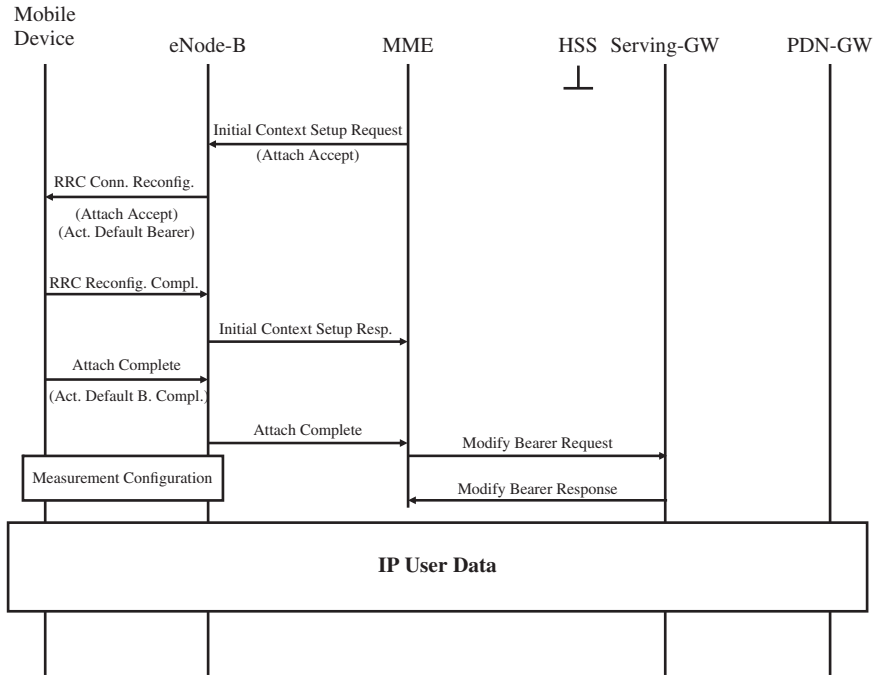 Mobile
Device
eNode-B
MME
HSS
Serving-GW
PDN-GW
Initial Context Setup Request
(Attach Accept)
RRC Conn. Reconfig.
(Attach Accept)
(Act. Default Bearer)
RRC Reconfig. Compl.
Initial Context Setup Resp.
Attach Complete
(Act. Default B. Compl.)
Attach Complete
Modify Bearer Request
Measurement Configuration
Modify Bearer Response
IP User Data